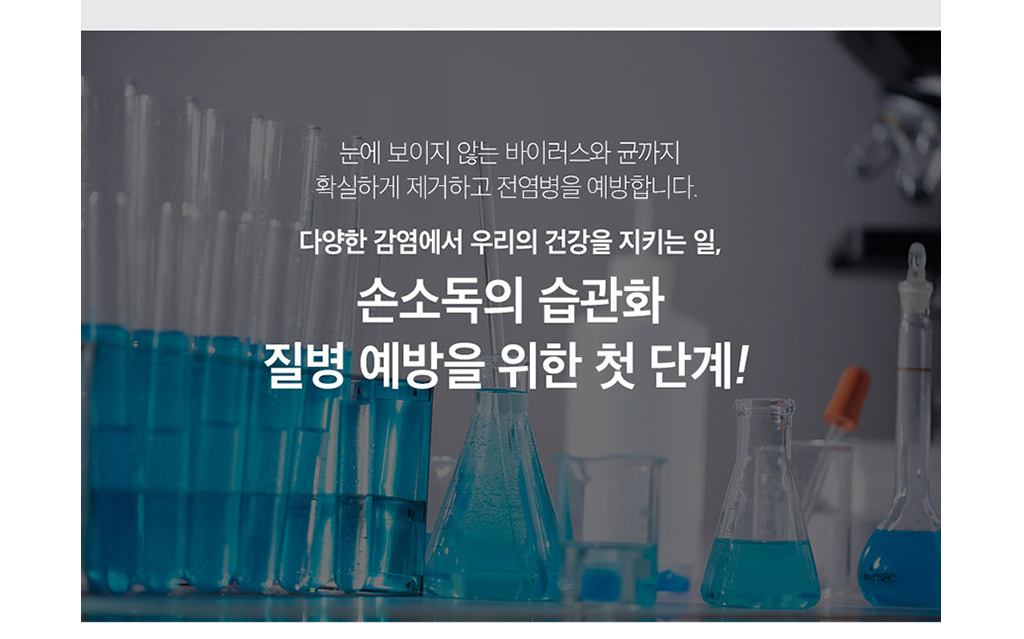 눈에 보이지 않는 바이러스와 균까지
확실하게 제거하고 전염병을 예방합니다.
다양한 감염에서 우리의 건강을 지키는 일,
손소독의 습관화
질병 예방을 위한 첫 단계!